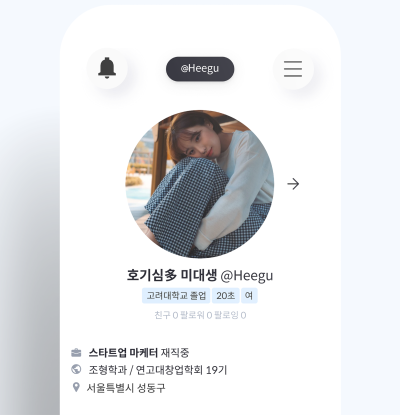 @Heegu
호기심多 미대생 @Heegu
고려대학교 졸업 20초 여
친구 0 팔로워 0 팔로잉 0
스타트업 마케터 재직중
조형학과 / 연고대창업학회 19기
서울특별시 성동구